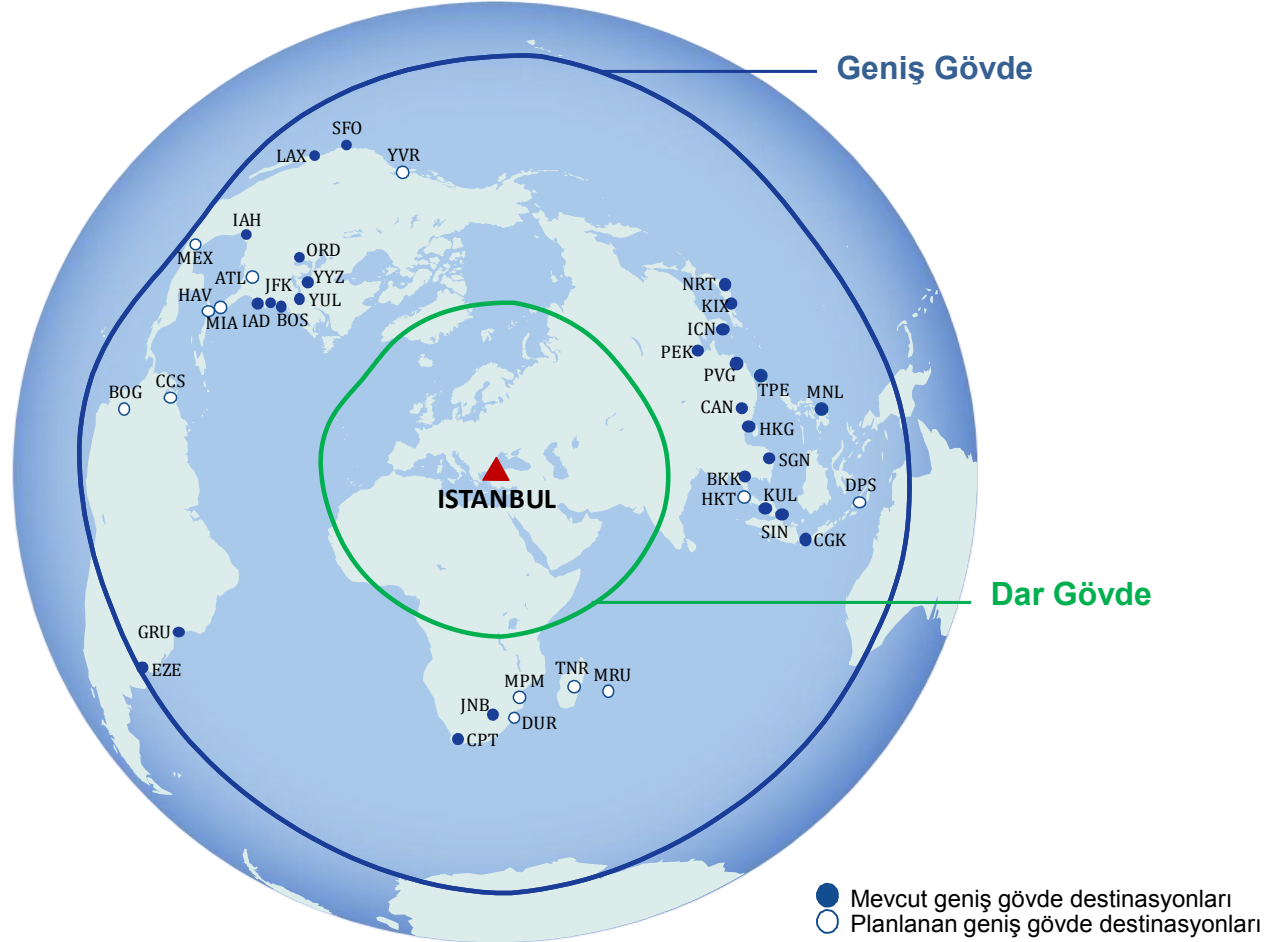 Geniş Gövde
SFO
LAX
YVR
IAH
MEX
ORD
ATL
JFK
YYZ
HAV
YUL
MIA
IAD
BOS
NRT
KIX
ICN
PEK
PVG
TPE
MNL
CAN
HKG
BOG
CCS
SGN
BKK
HKT
KUL
DPS
SIN
CGK
ISTANBUL
Dar Gövde
GRU
EZE
TNR
MRU
MPM
JNB
DUR
CPT
Mevcut geniş gövde destinasyonları
Planlanan geniş gövde destinasyonları